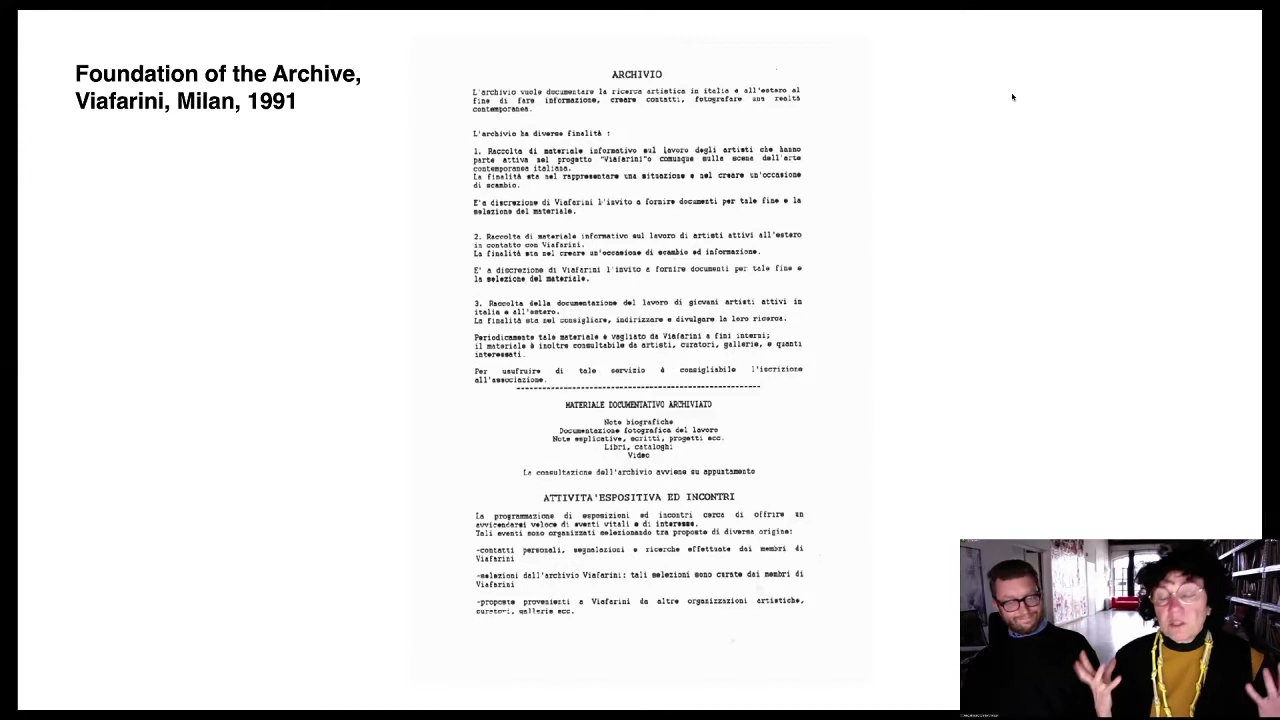 Foundation of the Archive,
Viafarini, Milan, 1991
ARCHIVIO
L'archivio vuole documentare la ricerca artistica in italia e all'estero al
fine di fare informazione, creare contatti, fotografare una realtà
contemporanea.
L'archivio ha diverse finalità :
1. Raccolta di materiale informativo sul lavoro degli artisti che hanno
parte attiva nel progetto "Viafarini"o comunque sulla scena dell'arte
contemporanea italiana.
La finalità sta nel rappresentare una situazione e nel creare un'occasione
di scambio.
E'a discrezione di Viafarini l'invito a fornire documenti per tale fine e la
selezione del materiale.
2. Raccolta di materiale informativo sul lavoro di artisti attivi all'estero
in contatto con Viafarini.
La finalità sta nel creare un'occasione di scambio ed informazione.
E' a discrezione di Viafarini l'invito a fornire documenti per tale fine e
la selezione del materiale.
3. Raccolta della documentazione del lavoro di giovani artisti attivi in
italia e all'estero.
La finalità sta nel consigliare, indirizzare e divulgare la loro ricerca.
Periodicamente tale materiale è vagliato da Viafarini a fini interni;
il materiale è inoltre consultabile da artisti, curatori, gallerie, e quanti
interessati.
Per usufruire di tale servizio è consigliabile l'iscrizione
all'associazione.
MATERIALE DOCUMENTATIVO ARCHIVIATO
Note biografiche
Documentazione fotografica del lavoro
Note esplicative, scritti, progetti ecc.
Libri, cataloghi
Video
La consultazione dell'archivio avviene su appuntamento
ATTIVITA'ESPOSITIVA ED INCONTRI
La programmazione di esposizioni ed incontri cerca di offrire un
avvicendarsi veloce di eventi vitali e di interesse.
Tali eventi sono organizzati selezionando tra proposte di diversa origine:
-contatti personali, segnalazioni e ricerche effettuate dai membri di
Viafarini
-selezioni dall'archivio Viafarini: tali selezioni sono curate dai membri di
Viafarini
-proposte provenienti a Viafarini da altre organizzazioni artistiche,
curatori, gallerie ecc.